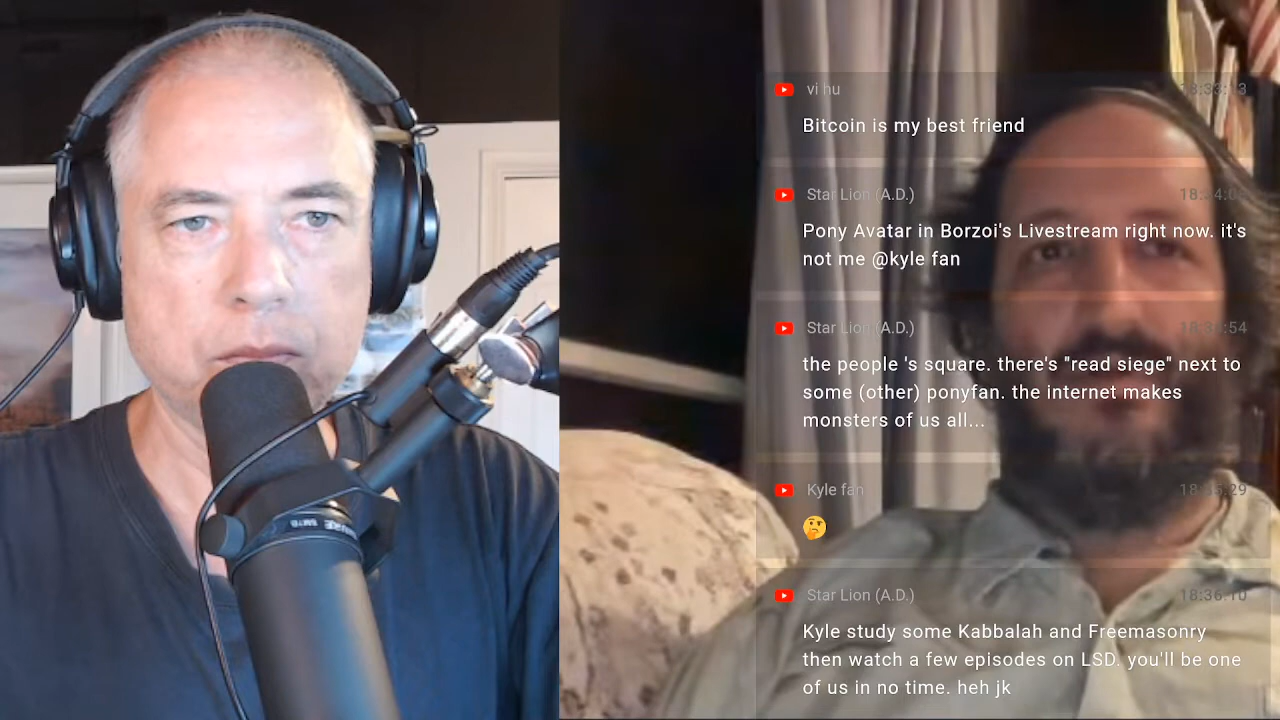 vi hu
Bitcoin is my best friend
Star Lion (A.D.)
Pony Avatar in Borzoi's Livestream right now. it's
not me @kyle fan
Star Lion (A.D.)
the people 's square. there's "read siege" next to
some (other) ponyfan. the internet makes
monsters of us all...
Kyle fan
🤔
Star Lion (A.D.)
18:36:10
Kyle study some Kabbalah and Freemasonry
then watch a few episodes on LSD. you'll be one
of us in no time. heh jk